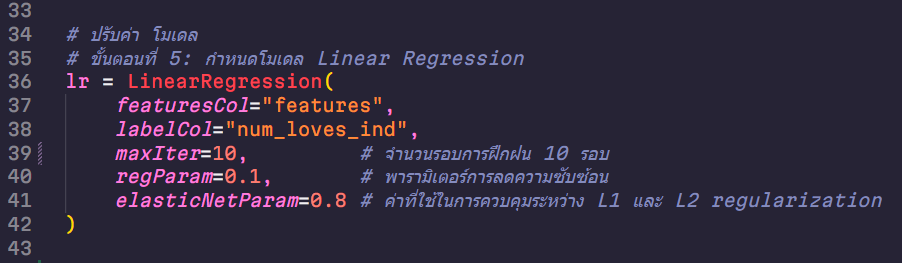 33
34 # ปรับค่า โมเดล
35 # ขั้นตอนที่ 5: กำหนดโมเดล Linear Regression
36 lr = LinearRegression(
37 featuresCol="features",
38 labelCol="num_loves_ind",
39 maxIter=10, # จำนวนรอบการฝึกฝน 10 รอบ
40 regParam=0.1, # พารามิเตอร์การลดความซับซ้อน
41 elasticNetParam=0.8 # ค่าที่ใช้ในการควบคุมระหว่าง L1 และ L2 regularization
42 )
43